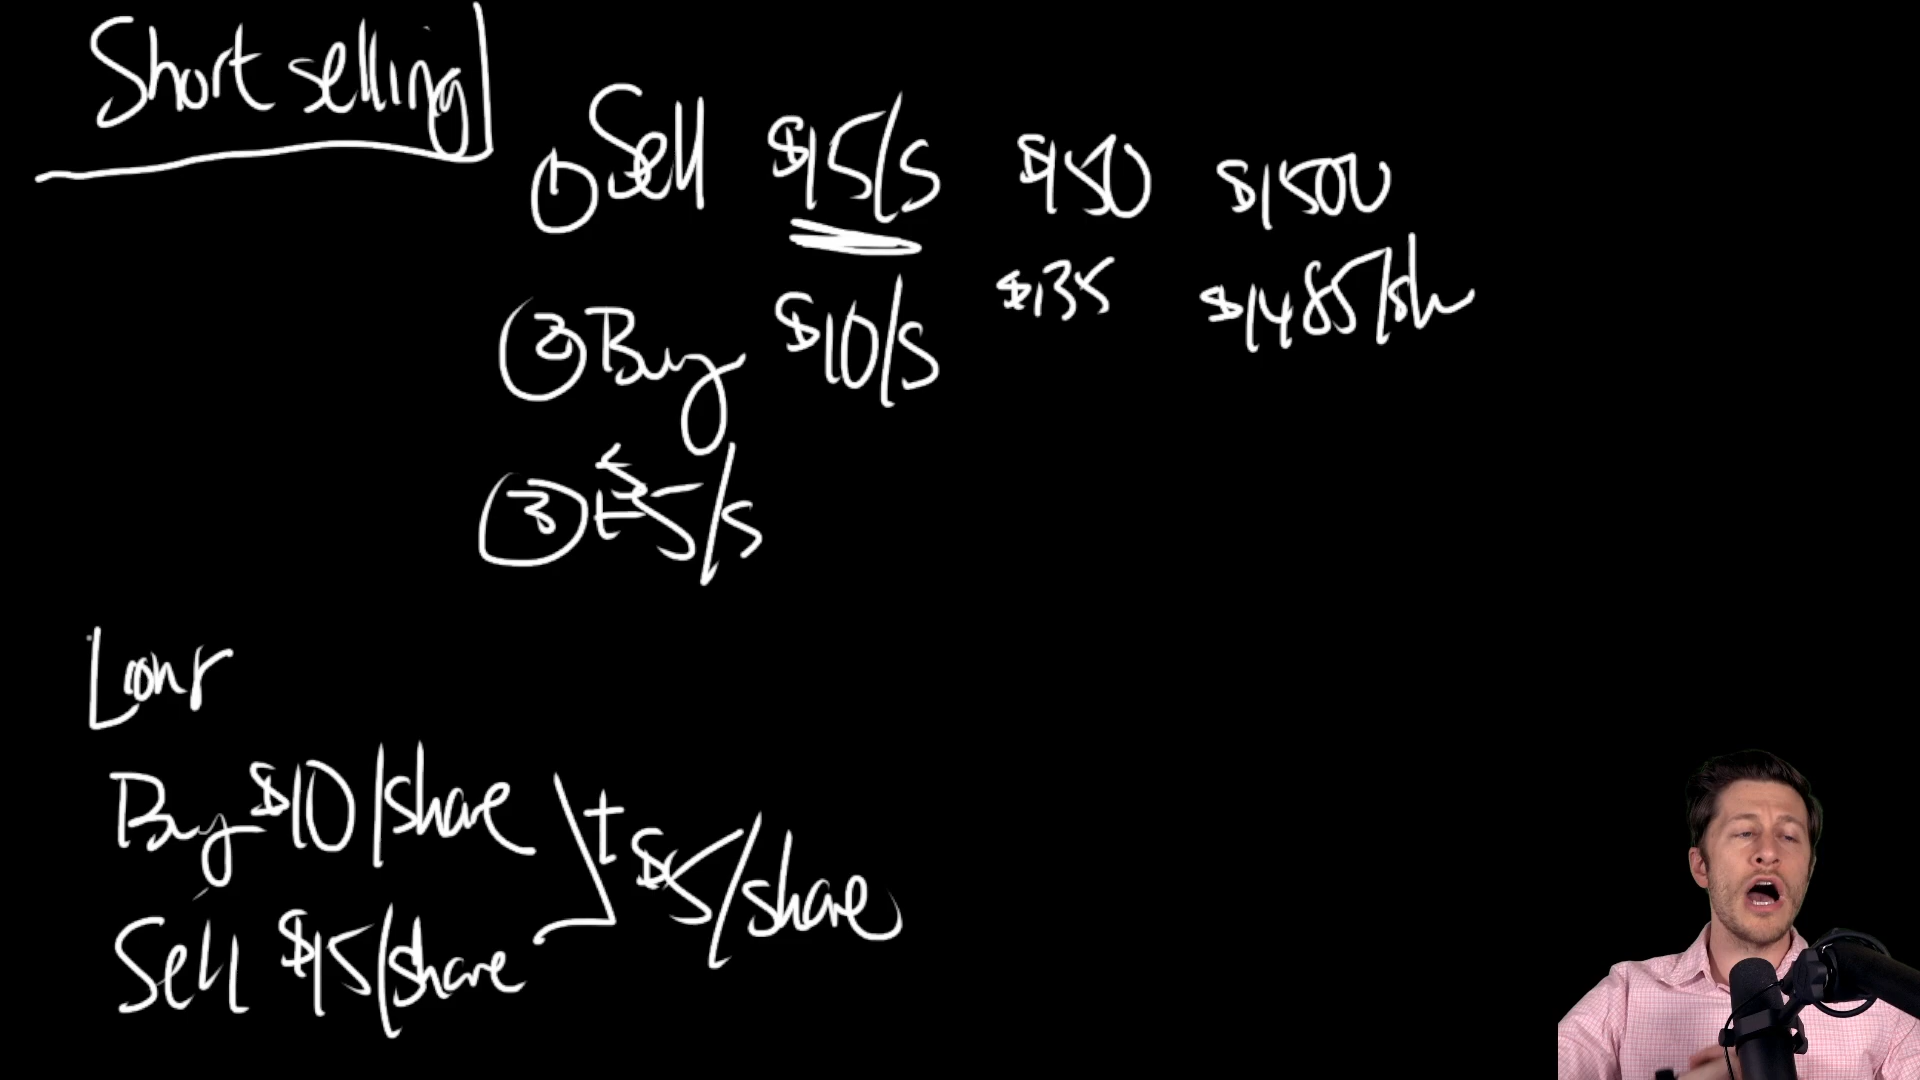 Short selling
① Sell $15/s $150 $1500
② Buy $10/s $135 $1485/sh
③ /s
Long
Buy $10/share
+$5/share
Sell $15/share